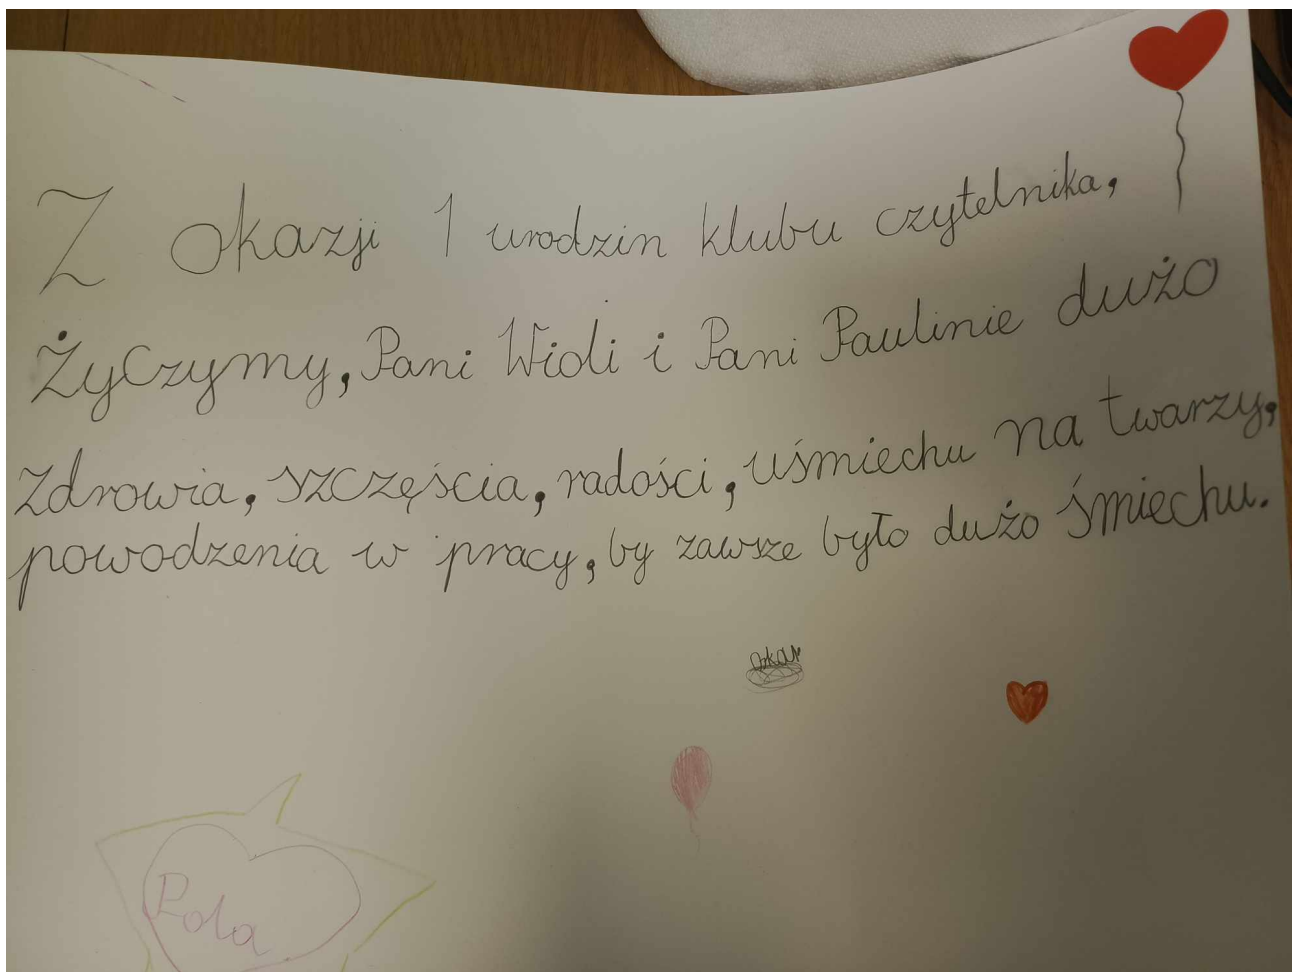 Z okazji 1 urodzin klubu czytelnika,
Życzymy, Pani Wioli i Pani Paulinie dużo
zdrowia, szczęścia, radości, uśmiechu na twarzy,
powodzenia w pracy, by zawsze było dużo śmiechu.
Pola